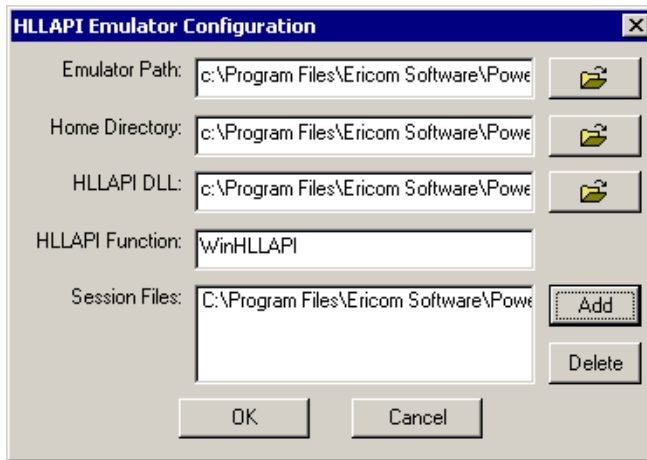 HLLAPI Emulator Configuration
Emulator Path: c:\Program Files\Ericom Software\Powe
Home Directory: c:\Program Files\Ericom Software\Powe
HLLAPI DLL: c:\Program Files\Ericom Software\Powe
HLLAPI Function: WinHLLAPI
Session Files: C:\Program Files\Ericom Software\Powe Add
Delete
OK Cancel